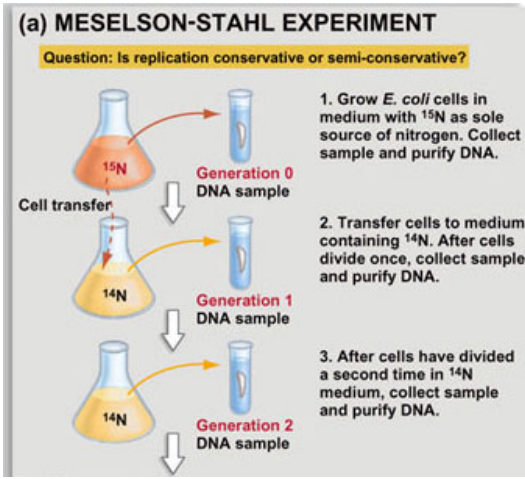 (a) MESELSON-STAHL EXPERIMENT
Question: Is replication conservative or semi-conservative?
15N
Generation 0
DNA sample
1. Grow E. coli cells in
medium with 15N as sole
source of nitrogen. Collect
sample and purify DNA.
Cell transfer
14N
Generation 1
DNA sample
2. Transfer cells to medium
containing 14N. After cells
divide once, collect sample
and purify DNA.
14N
Generation 2
DNA sample
3. After cells have divided
a second time in 14N
medium, collect sample
and purify DNA.